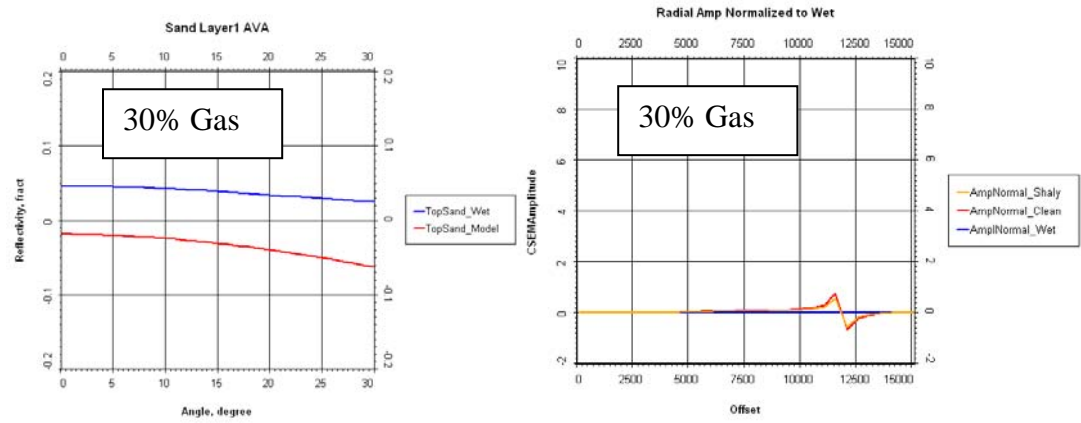 Sand Layer1 AVA
0 5 10 15 20 25 30
0.2 0.1 0 -0.1 -0.2
0.2 0.1 0 -0.1 -0.2
Reflectivity, fract
30% Gas
TopSand_Wet
TopSand_Model
0 5 10 15 20 25 30
Angle, degree
Radial Amp Normalized to Wet
0 2500 5000 7500 10000 12500 15000
10 8 6 4 2 0 -2
10 8 6 4 2 0 -2
CSEMAmplitude
30% Gas
AmpNormal_Shaly
AmpNormal_Clean
AmplNormal_Wet
0 2500 5000 7500 10000 12500 15000
Offset